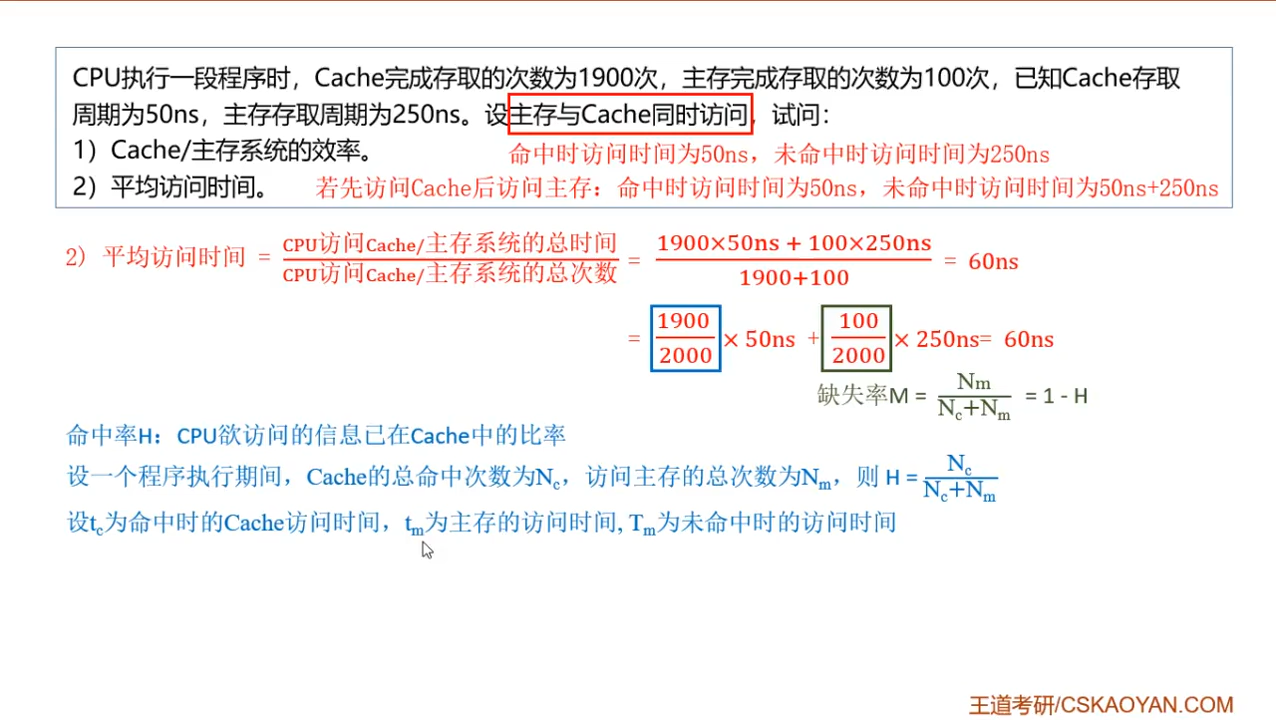 CPU执行一段程序时，Cache完成存取的次数为1900次，主存完成存取的次数为100次，已知Cache存取
周期为50ns，主存存取周期为250ns。设主存与Cache同时访问，试问：
1）Cache/主存系统的效率。 命中时访问时间为50ns，未命中时访问时间为250ns
2）平均访问时间。 若先访问Cache后访问主存：命中时访问时间为50ns，未命中时访问时间为50ns+250ns
2） 平均访问时间 = CPU访问Cache/主存系统的总时间 / CPU访问Cache/主存系统的总次数 = 1900×50ns + 100×250ns / 1900+100 = 60ns
= 1900/2000 × 50ns + 100/2000 × 250ns= 60ns
缺失率M = Nm / Nc+Nm = 1 - H
命中率H：CPU欲访问的信息已在Cache中的比率
设一个程序执行期间，Cache的总命中次数为Nc，访问主存的总次数为Nm，则 H = Nc / Nc+Nm
设tc为命中时的Cache访问时间，tm为主存的访问时间, Tm为未命中时的访问时间
王道考研/CSKAOYAN.COM